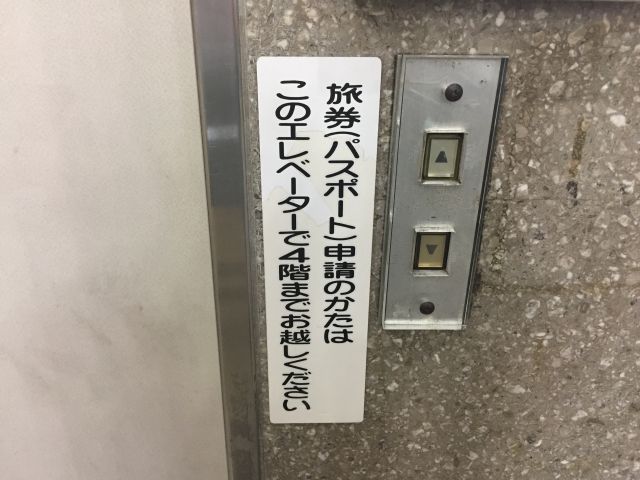 旅券(パスポート)申請のかたは
このエレベーターで4階までお越しください